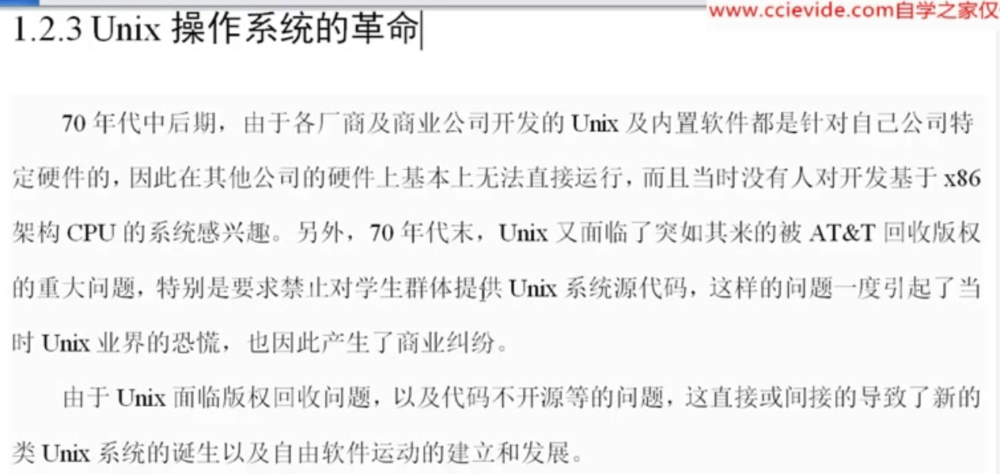 www.ccievide.com自学之家仅
1.2.3 Unix 操作系统的革命
70 年代中后期，由于各厂商及商业公司开发的 Unix 及内置软件都是针对自己公司特
定硬件的，因此在其他公司的硬件上基本上无法直接运行，而且当时没有人对开发基于 x86
架构 CPU 的系统感兴趣。另外，70 年代末，Unix 又面临了突如其来的被 AT&T 回收版权
的重大问题，特别是要求禁止对学生群体提供 Unix 系统源代码，这样的问题一度引起了当
时 Unix 业界的恐慌，也因此产生了商业纠纷。
由于 Unix 面临版权回收问题，以及代码不开源等的问题，这直接或间接的导致了新的
类 Unix 系统的诞生以及自由软件运动的建立和发展。